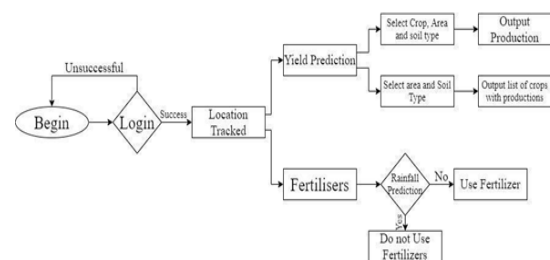 Unsuccessful
Begin
Login
Success
Location
Tracked
Yield Prediction
Select Crop, Area
and soil type
Output
Production
Select area and Soil
Type
Output list of crops
with productions
Fertilisers
Rainfall
Prediction
No
Use Fertilizer
Yes
Do not Use
Fertilizers